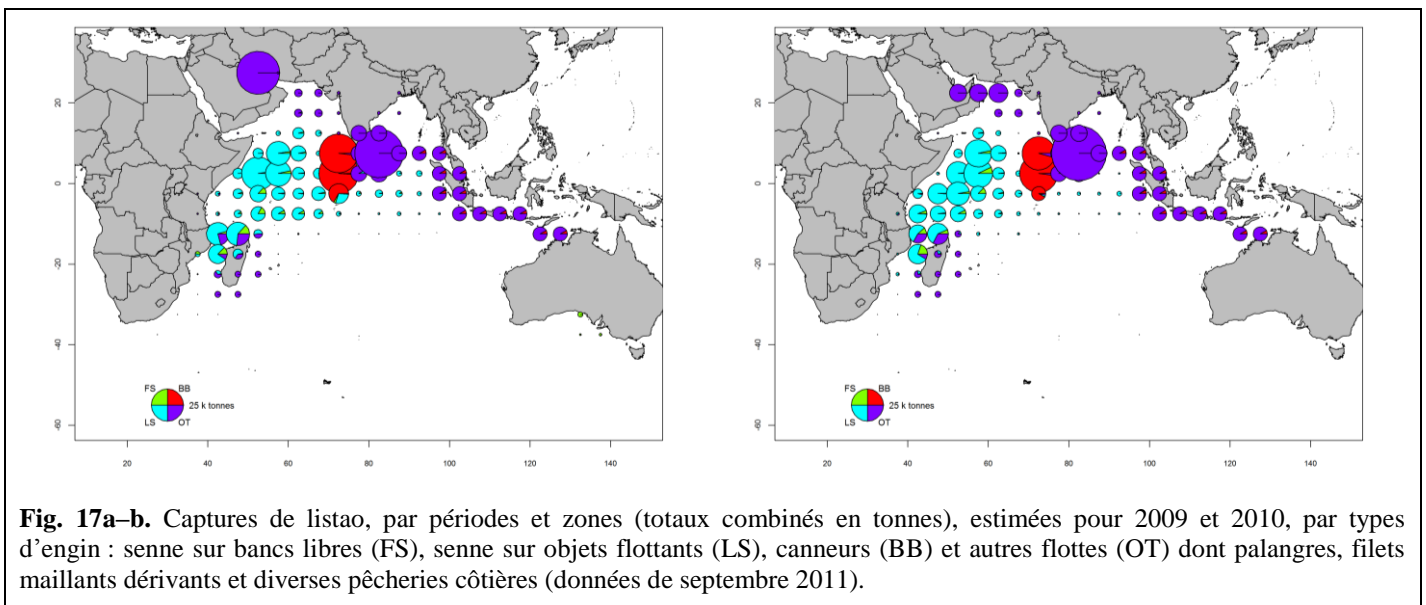 20
0
-20
-40
-60
20
40
60
80
100
120
140
FS
BB
25 k tonnes
LS
OT
20
0
-20
-40
-60
20
40
60
80
100
120
140
FS
BB
25 k tonnes
LS
OT
Fig. 17a–b. Captures de listao, par périodes et zones (totaux combinés en tonnes), estimées pour 2009 et 2010, par types
d’engin : senne sur bancs libres (FS), senne sur objets flottants (LS), canneurs (BB) et autres flottes (OT) dont palangres, filets
maillants dérivants et diverses pêcheries côtières (données de septembre 2011).